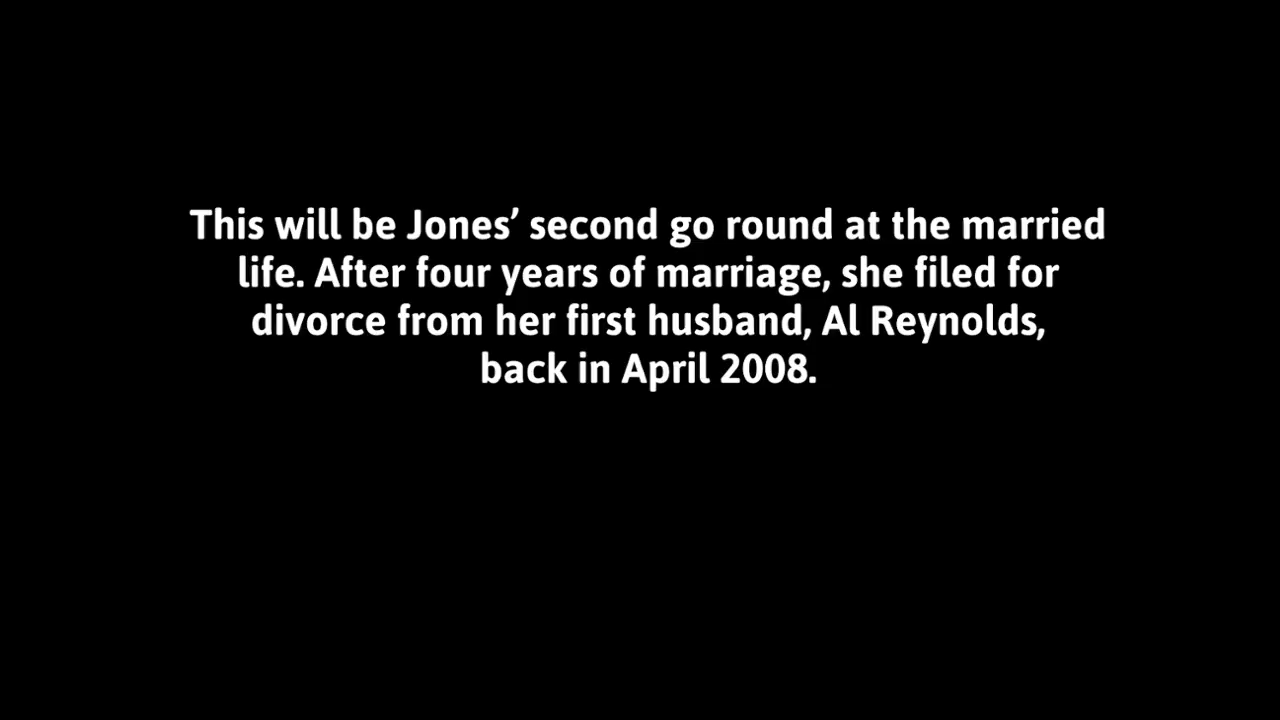 This will be Jones’ second go round at the married
life. After four years of marriage, she filed for
divorce from her first husband, Al Reynolds,
back in April 2008.